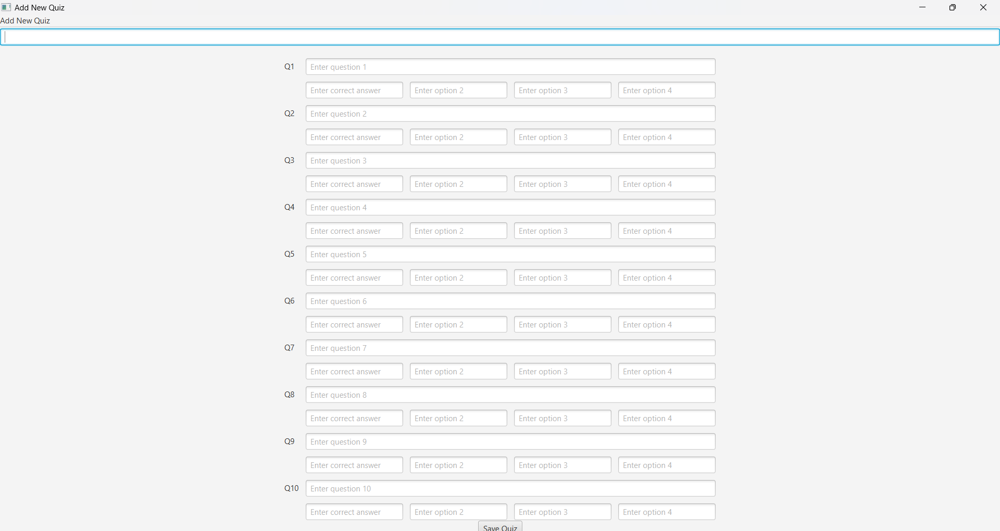 Add New Quiz
Add New Quiz
Q1 Enter question 1
Enter correct answer Enter option 2 Enter option 3 Enter option 4
Q2 Enter question 2
Enter correct answer Enter option 2 Enter option 3 Enter option 4
Q3 Enter question 3
Enter correct answer Enter option 2 Enter option 3 Enter option 4
Q4 Enter question 4
Enter correct answer Enter option 2 Enter option 3 Enter option 4
Q5 Enter question 5
Enter correct answer Enter option 2 Enter option 3 Enter option 4
Q6 Enter question 6
Enter correct answer Enter option 2 Enter option 3 Enter option 4
Q7 Enter question 7
Enter correct answer Enter option 2 Enter option 3 Enter option 4
Q8 Enter question 8
Enter correct answer Enter option 2 Enter option 3 Enter option 4
Q9 Enter question 9
Enter correct answer Enter option 2 Enter option 3 Enter option 4
Q10 Enter question 10
Enter correct answer Enter option 2 Enter option 3 Enter option 4
Save Quiz